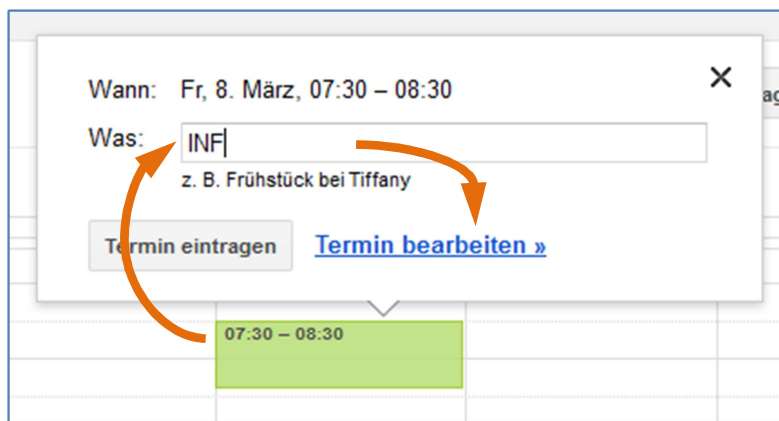 Wann: Fr, 8. März, 07:30 – 08:30
Was: INF
z. B. Frühstück bei Tiffany
Termin eintragen Termin bearbeiten »
07:30 – 08:30